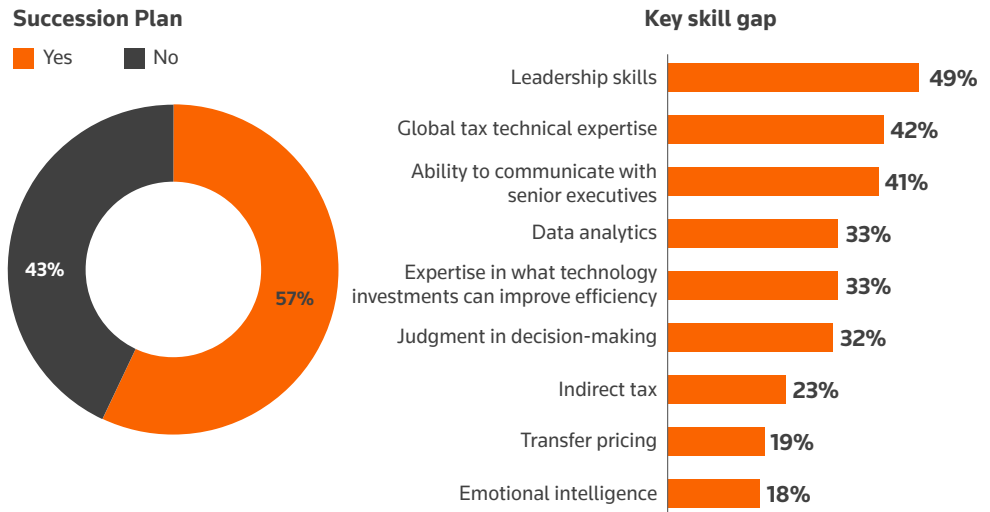 Succession Plan
Yes
No
43%
57%
Key skill gap
Leadership skills
49%
Global tax technical expertise
42%
Ability to communicate with
senior executives
41%
Data analytics
33%
Expertise in what technology
investments can improve efficiency
33%
Judgment in decision-making
32%
Indirect tax
23%
Transfer pricing
19%
Emotional intelligence
18%